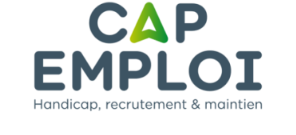 CAP
EMPLOI
Handicap, recrutement & maintien